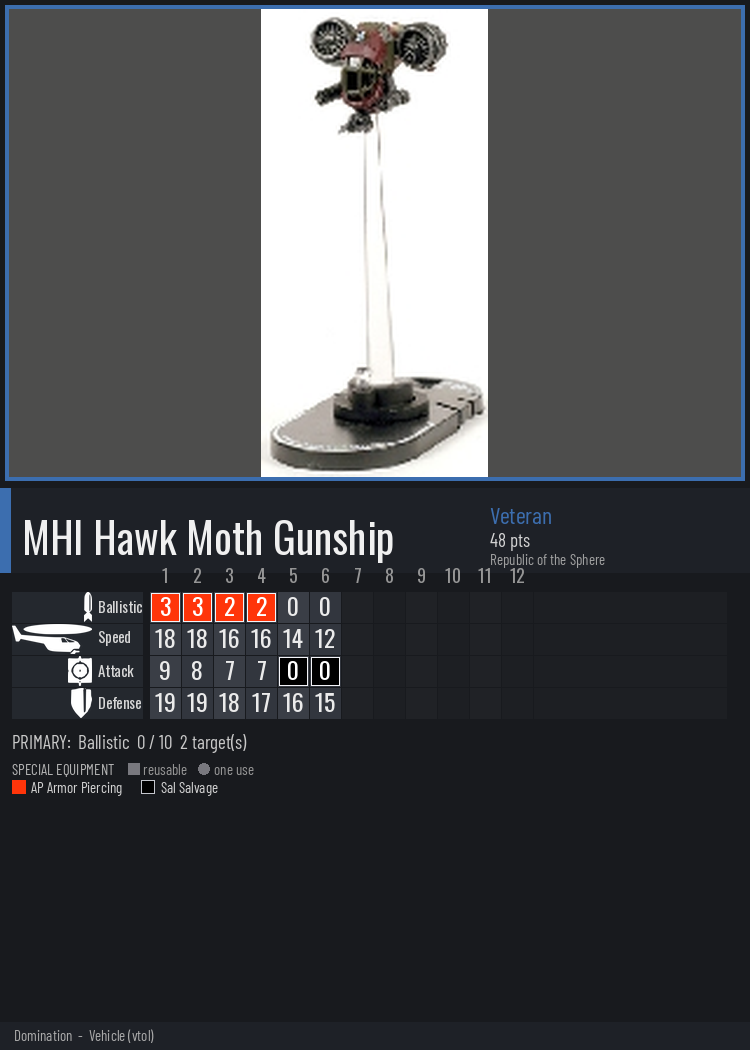 MHI Hawk Moth Gunship
Veteran
48 pts
Republic of the Sphere
1 2 3 4 5 6 7 8 9 10 11 12
Ballistic 3 3 2 2 0 0
Speed 18 18 16 16 14 12
Attack 9 8 7 7 0 0
Defense 19 19 18 17 16 15
PRIMARY: Ballistic 0 / 10 2 target(s)
SPECIAL EQUIPMENT reusable one use
AP Armor Piercing Sal Salvage
Domination - Vehicle (vtol)